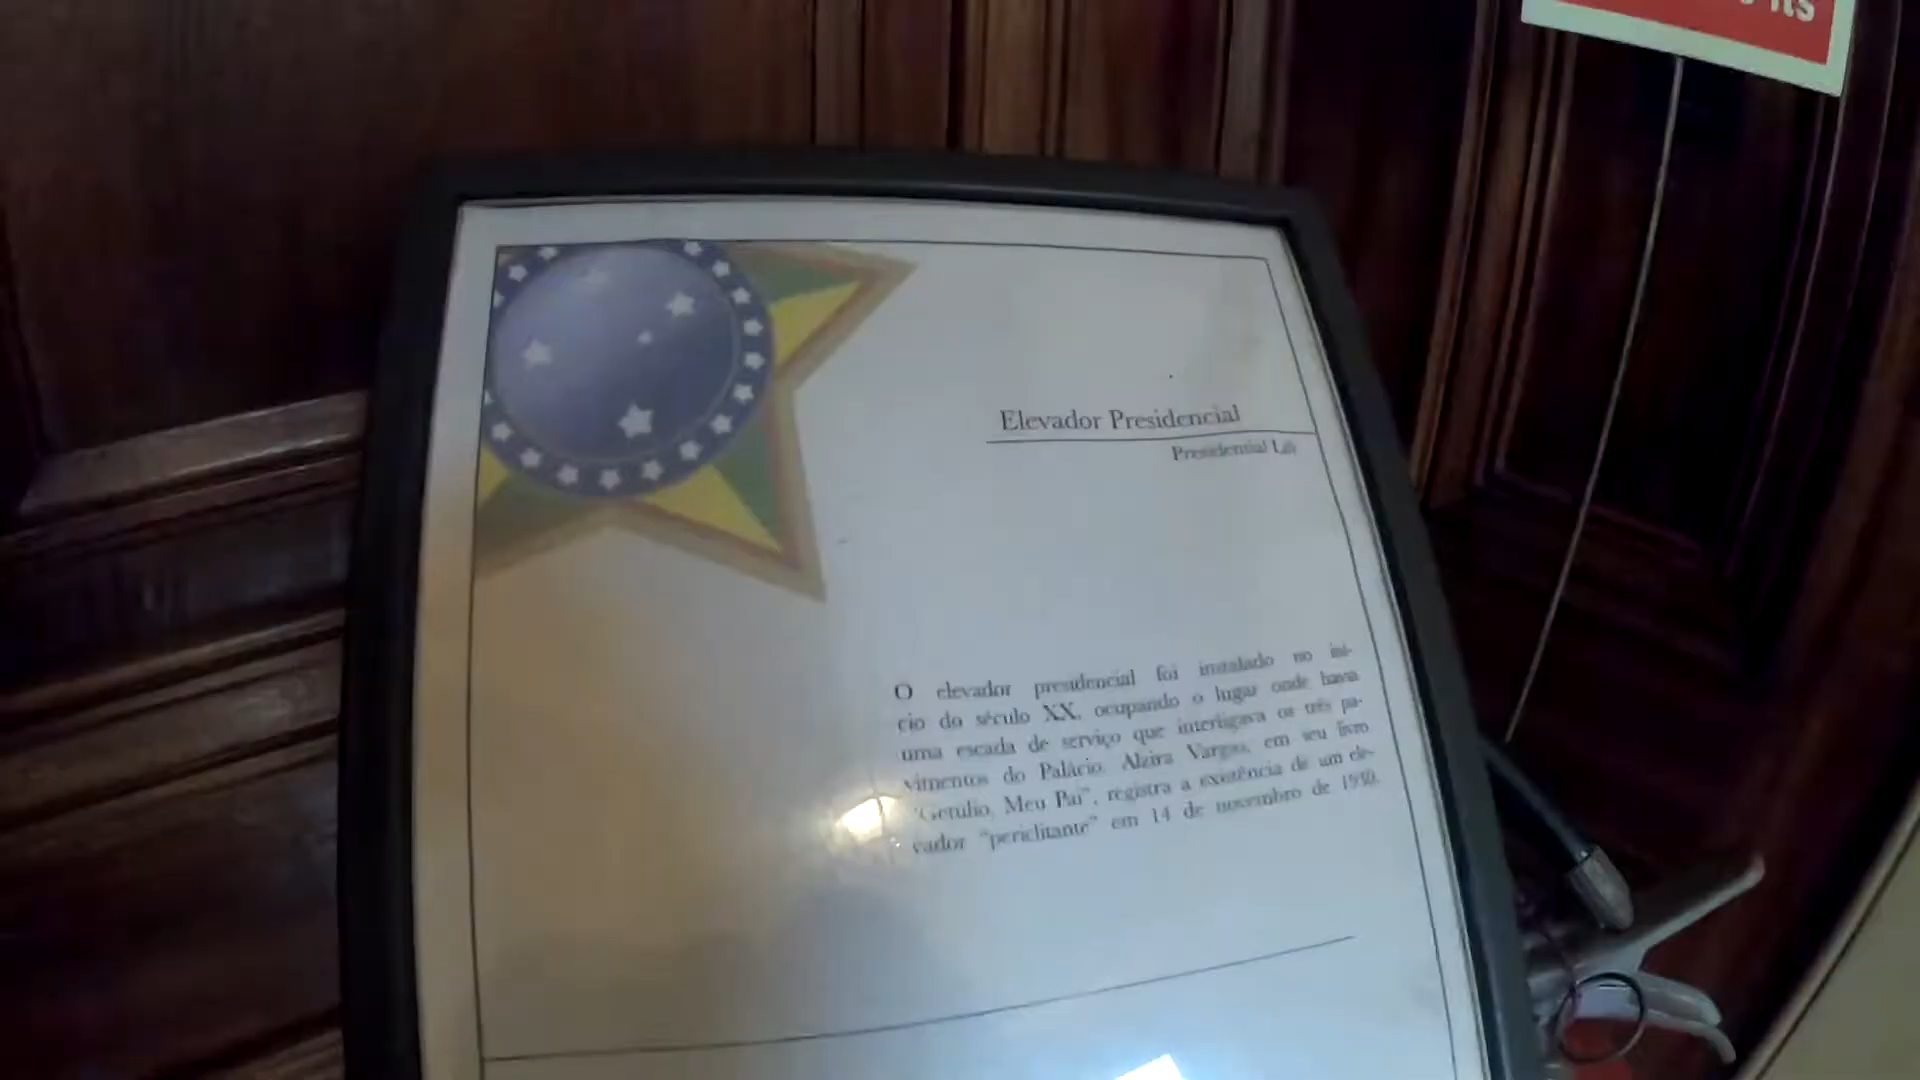 its
Elevador Presidencial
Presidential Lift
O elevador presidencial foi instalado no iní-
cio do século XX, ocupando o lugar onde havia
uma escada de serviço que interligava os três pa-
vimentos do Palácio. Alzira Vargas, em seu livro
"Getulio, Meu Pai", registra a existência de um ele-
vador "periclitante" em 14 de novembro de 1930.